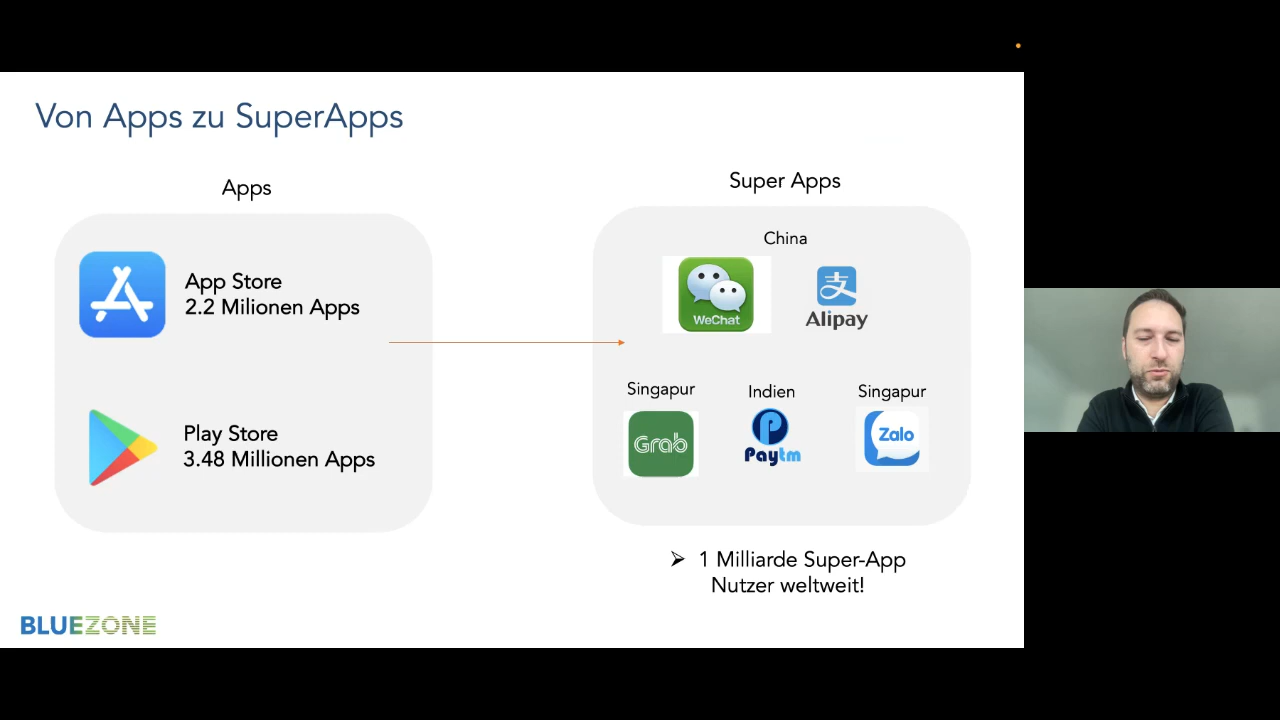 Von Apps zu SuperApps
Apps
App Store
2.2 Milionen Apps
Play Store
3.48 Millionen Apps
Super Apps
China
WeChat
支
Alipay
Singapur
Indien
Singapur
Grab
Paytm
Zalo
➢ 1 Milliarde Super-App
Nutzer weltweit!
BLUEZONE